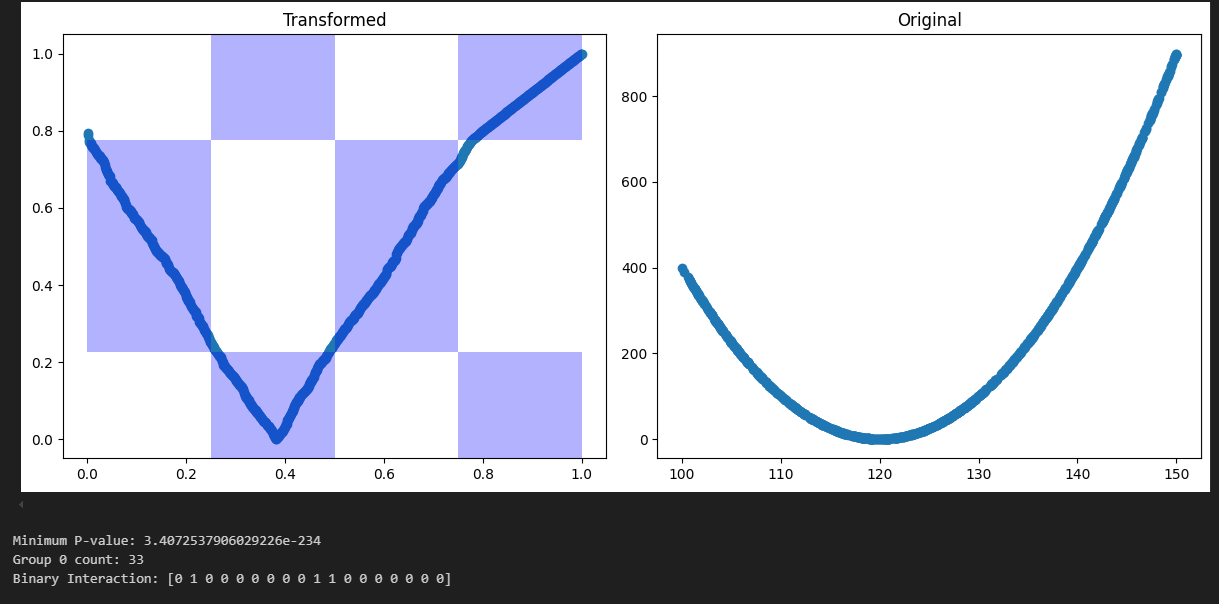 Transformed
Original
1.0
0.8
0.6
0.4
0.2
0.0
0.0 0.2 0.4 0.6 0.8 1.0
800
600
400
200
0
100 110 120 130 140 150
Minimum P-value: 3.4072537906029226e-234
Group 0 count: 33
Binary Interaction: [0 1 0 0 0 0 0 0 0 1 1 0 0 0 0 0 0 0]